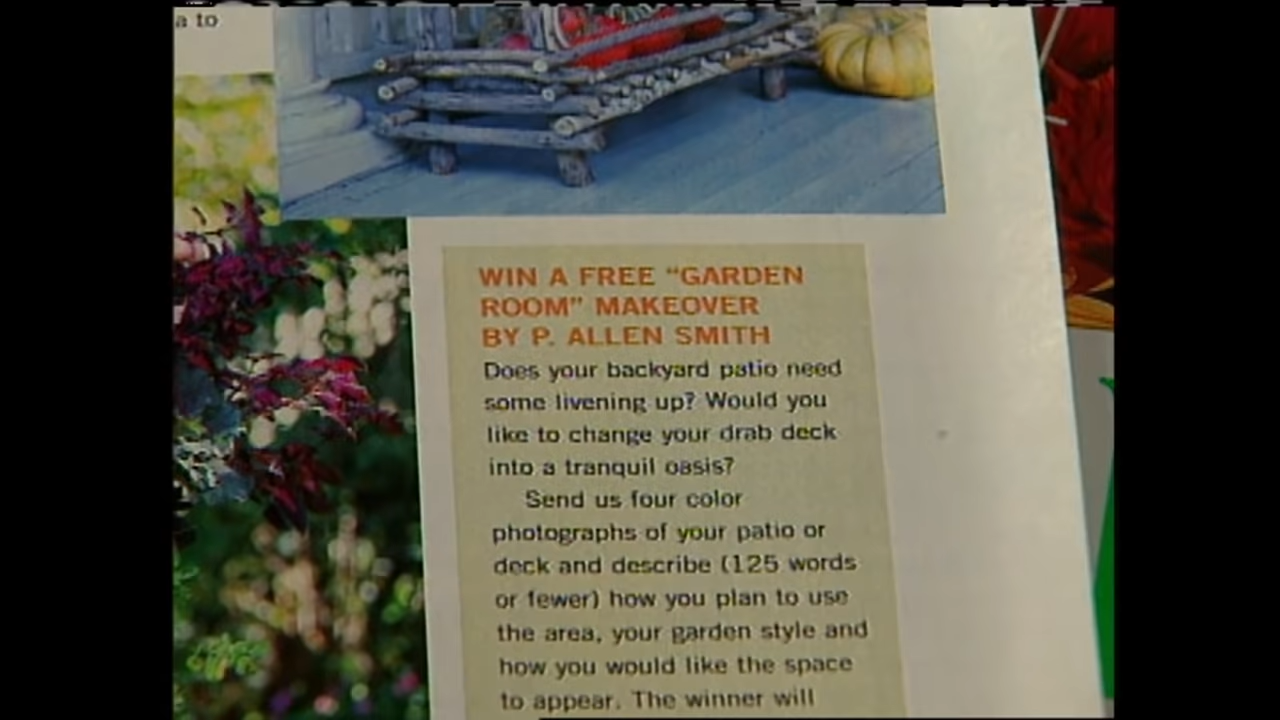 a to
WIN A FREE "GARDEN
ROOM" MAKEOVER
BY P. ALLEN SMITH
Does your backyard patio need
some livening up? Would you
like to change your drab deck
into a tranquil oasis?
Send us four color
photographs of your patio or
deck and describe (125 words
or fewer) how you plan to use
the area, your garden style and
how you would like the space
to appear. The winner will